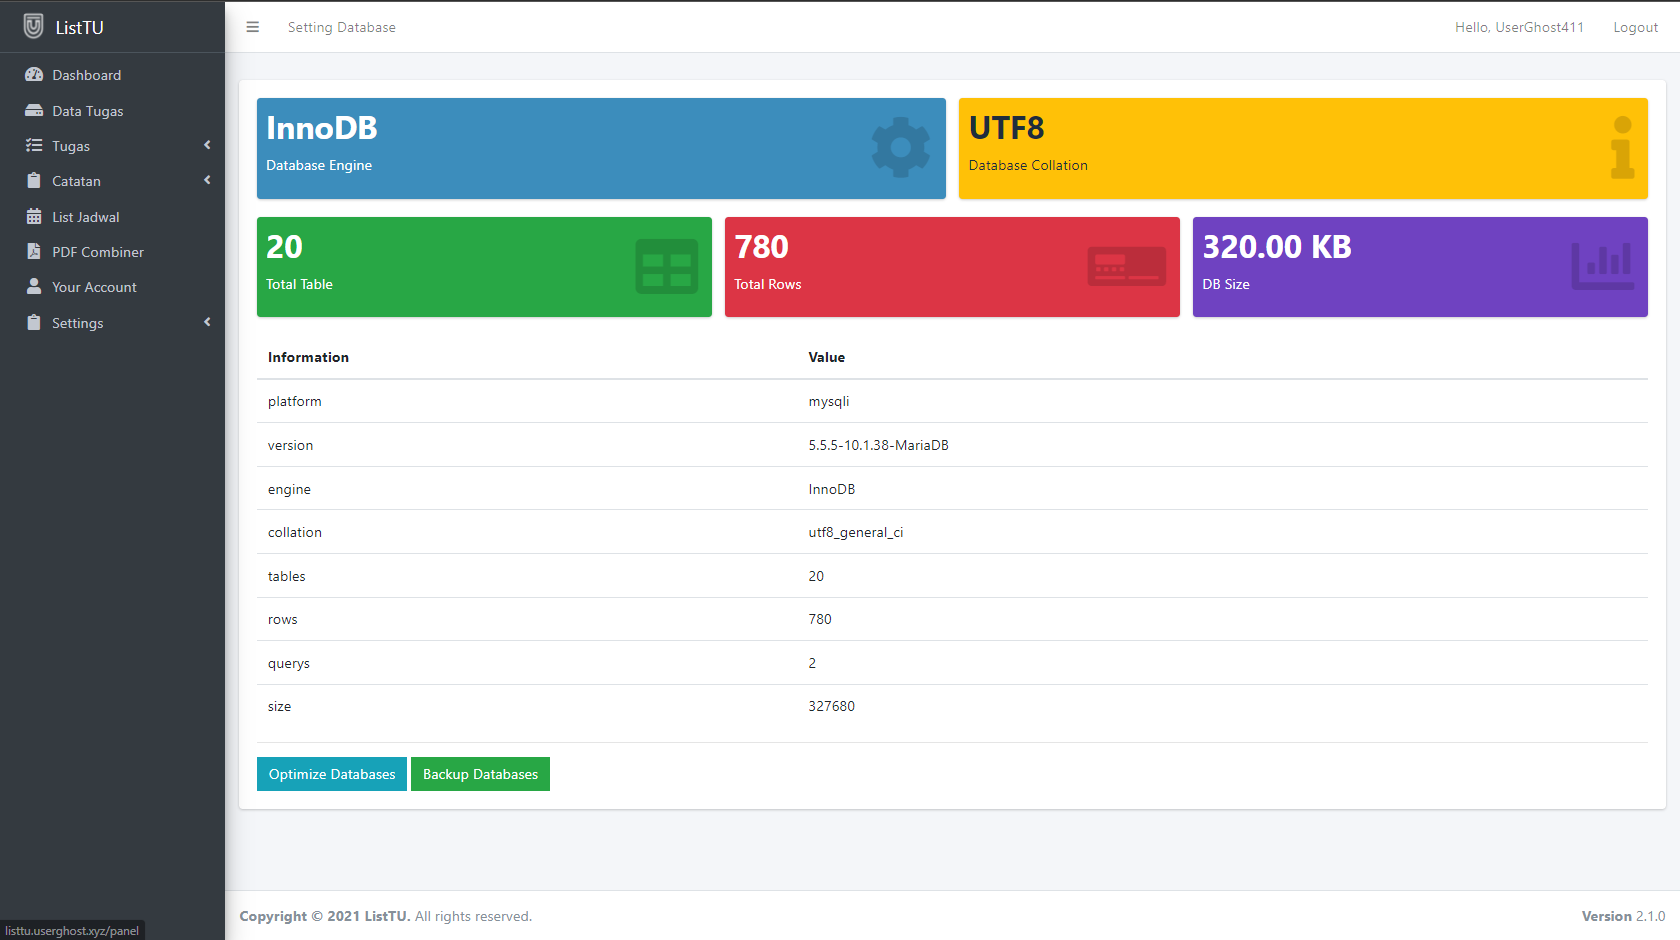 ListTU
Setting Database
Hello, UserGhost411
Logout
Dashboard
Data Tugas
Tugas
Catatan
List Jadwal
PDF Combiner
Your Account
Settings
InnoDB
Database Engine
UTF8
Database Collation
20
Total Table
780
Total Rows
320.00 KB
DB Size
Information Value
platform mysqli
version 5.5.5-10.1.38-MariaDB
engine InnoDB
collation utf8_general_ci
tables 20
rows 780
querys 2
size 327680
Optimize Databases
Backup Databases
Copyright © 2021 ListTU. All rights reserved.
Version 2.1.0
listtu.userghost.xyz/panel